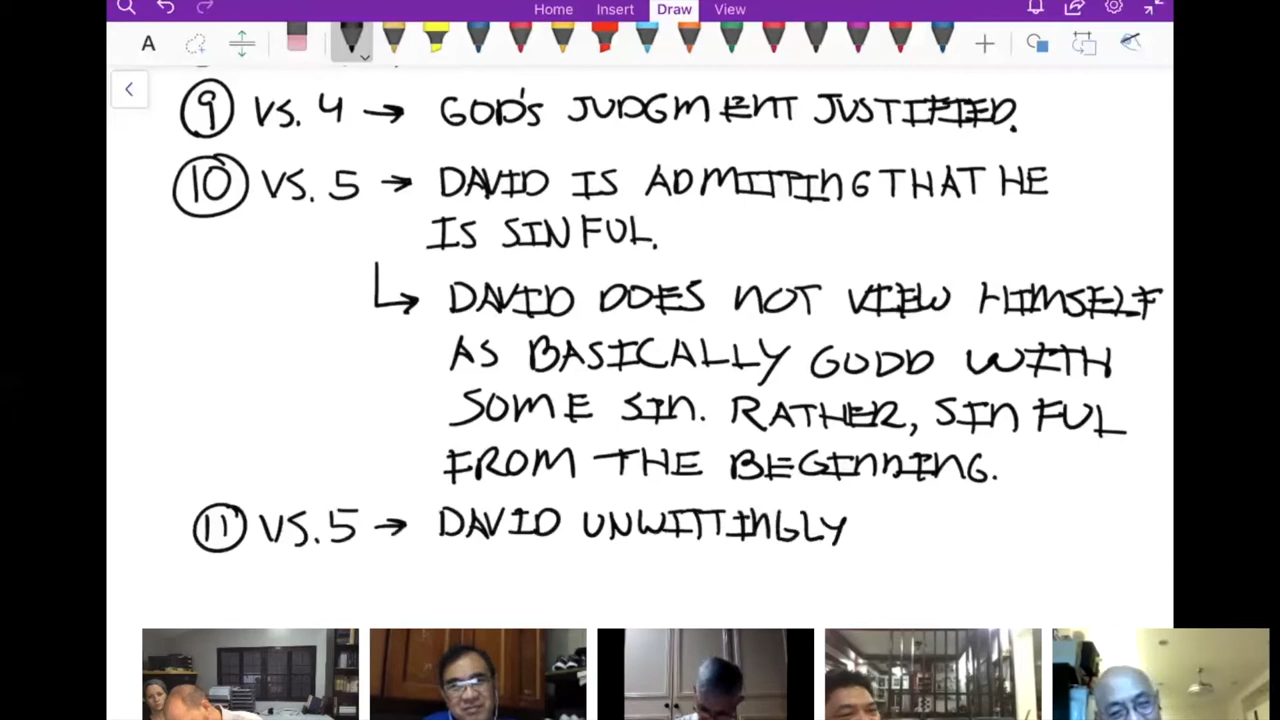 Home Insert Draw View
A
9 VS. 4 → GOD'S JUDGMENT JUSTIFIED.
10 VS. 5 → DAVID IS ADMITTING THAT HE
IS SINFUL.
↳ DAVID DOES NOT VIEW HIMSELF
AS BASICALLY GOOD WITH
SOME SIN. RATHER, SINFUL
FROM THE BEGINNING.
11 VS. 5 → DAVID UNWITTINGLY